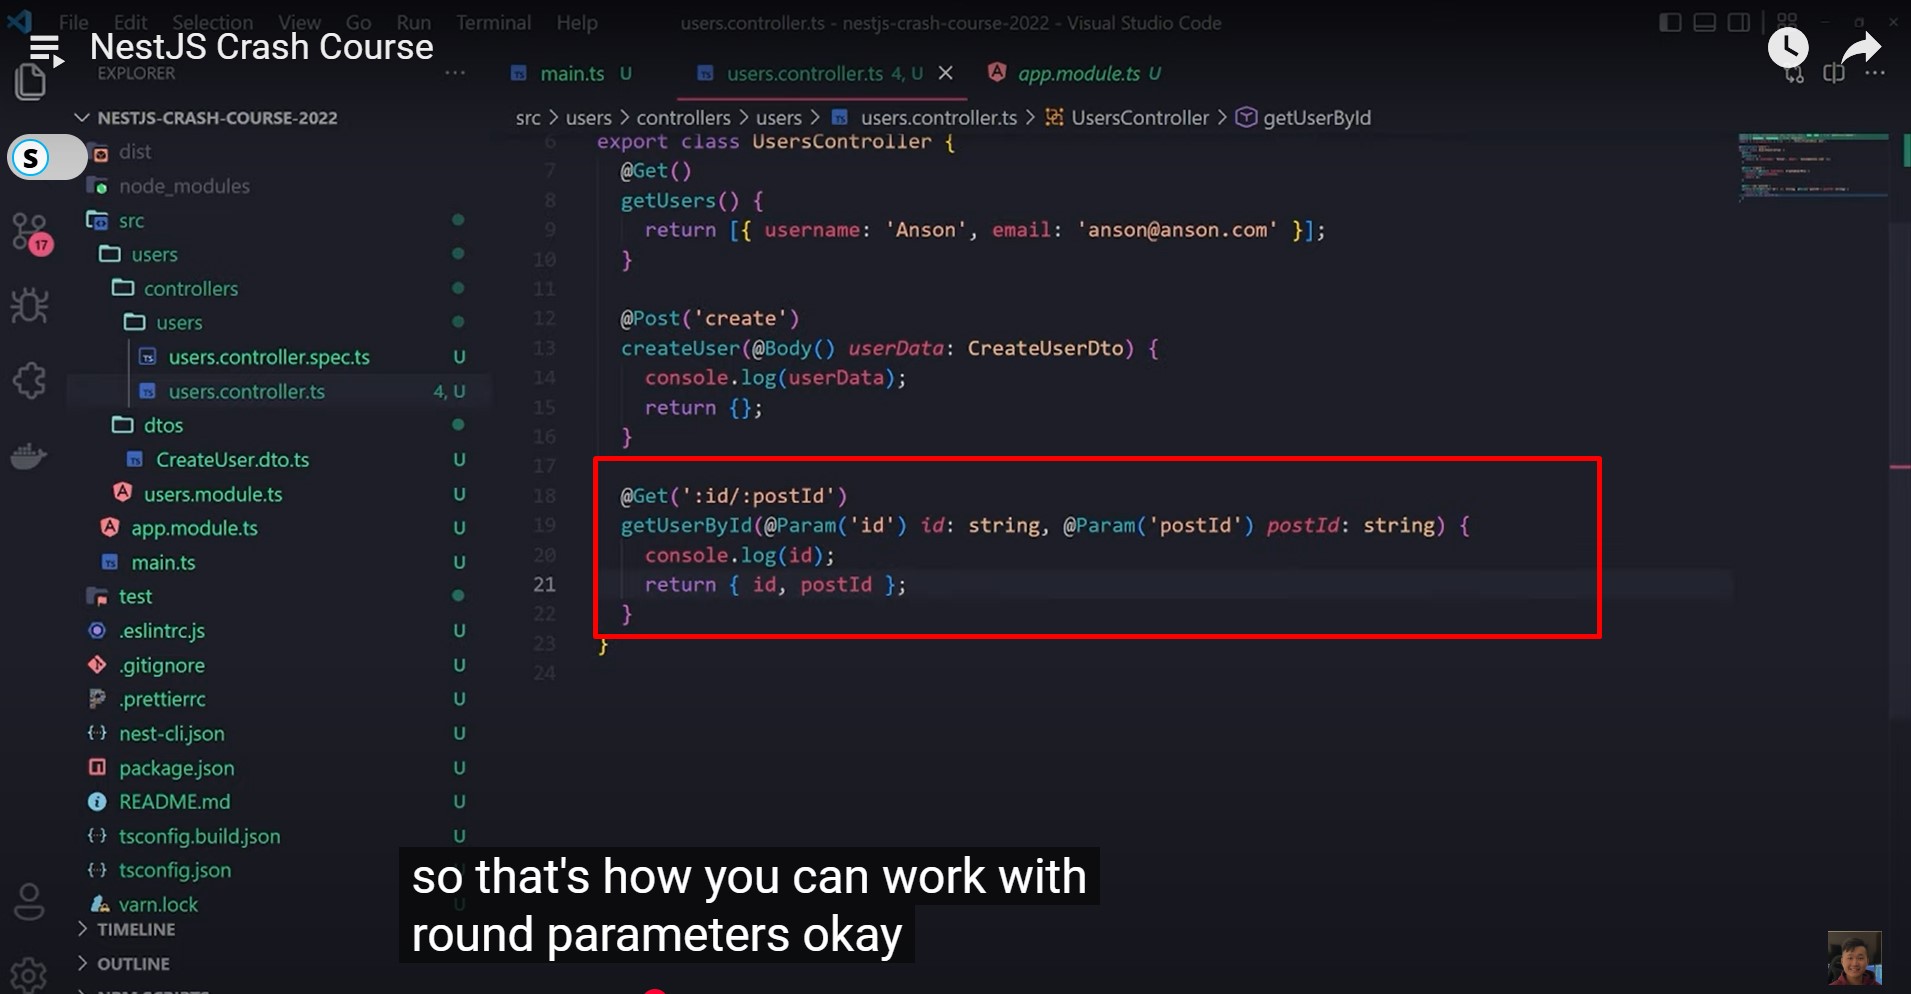 File Edit Selection View Go Run Terminal Help
users.controller.ts - nestjs-crash-course-2022 - Visual Studio Code
NestJS Crash Course
EXPLORER
main.ts U
users.controller.ts 4, U
app.module.ts U
NESTJS-CRASH-COURSE-2022
src > users > controllers > users > users.controller.ts > UsersController > getUserById
S
dist
node_modules
src
17
users
controllers
users
users.controller.spec.ts U
users.controller.ts 4, U
dtos
CreateUser.dto.ts U
users.module.ts U
app.module.ts U
main.ts U
test
.eslintrc.js U
.gitignore U
.prettierrc U
nest-cli.json U
package.json U
README.md U
tsconfig.build.json U
tsconfig.json
varn.lock U
TIMELINE
OUTLINE
6 export class UsersController {
7 @Get()
8 getUsers() {
9 return [{ username: 'Anson', email: 'anson@anson.com' }];
10 }
11
12 @Post('create')
13 createUser(@Body() userData: CreateUserDto) {
14 console.log(userData);
15 return {};
16 }
17
18 @Get(':id/:postId')
19 getUserById(@Param('id') id: string, @Param('postId') postId: string) {
20 console.log(id);
21 return { id, postId };
22 }
23 }
24
so that's how you can work with
round parameters okay